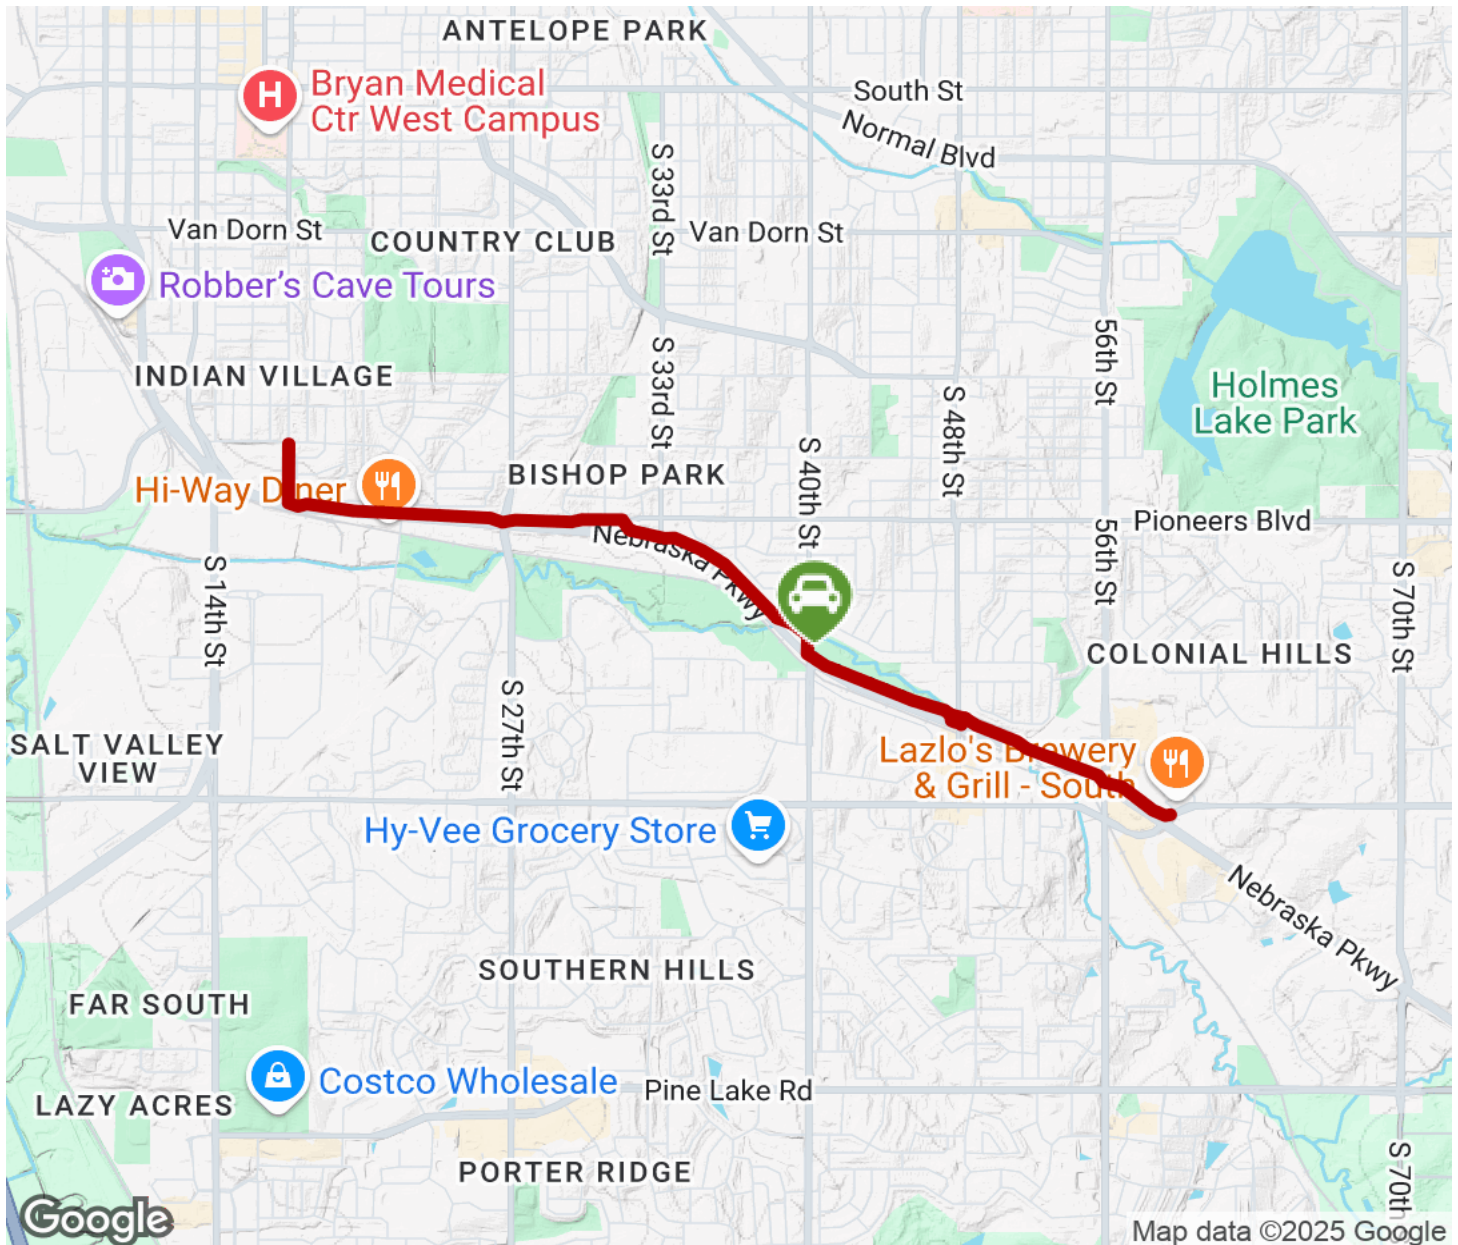 ANTELOPE PARK
Bryan Medical
Ctr West Campus
H
South St
Normal Blvd
S 33rd St
Van Dorn St
COUNTRY CLUB
Van Dorn St
Robber's Cave Tours
INDIAN VILLAGE
S 33rd St
56th St
Holmes
Lake Park
S 48th St
S 40th St
BISHOP PARK
Hi-Way Diner
Pioneers Blvd
Nebraska Pkwy
56th St
S 14th St
S 70th St
COLONIAL HILLS
S 27th St
SALT VALLEY
VIEW
Lazlo's Brewery
& Grill - South
Hy-Vee Grocery Store
Nebraska Pkwy
SOUTHERN HILLS
FAR SOUTH
Costco Wholesale
Pine Lake Rd
LAZY ACRES
PORTER RIDGE
S 70th
Google
Map data ©2025 Google